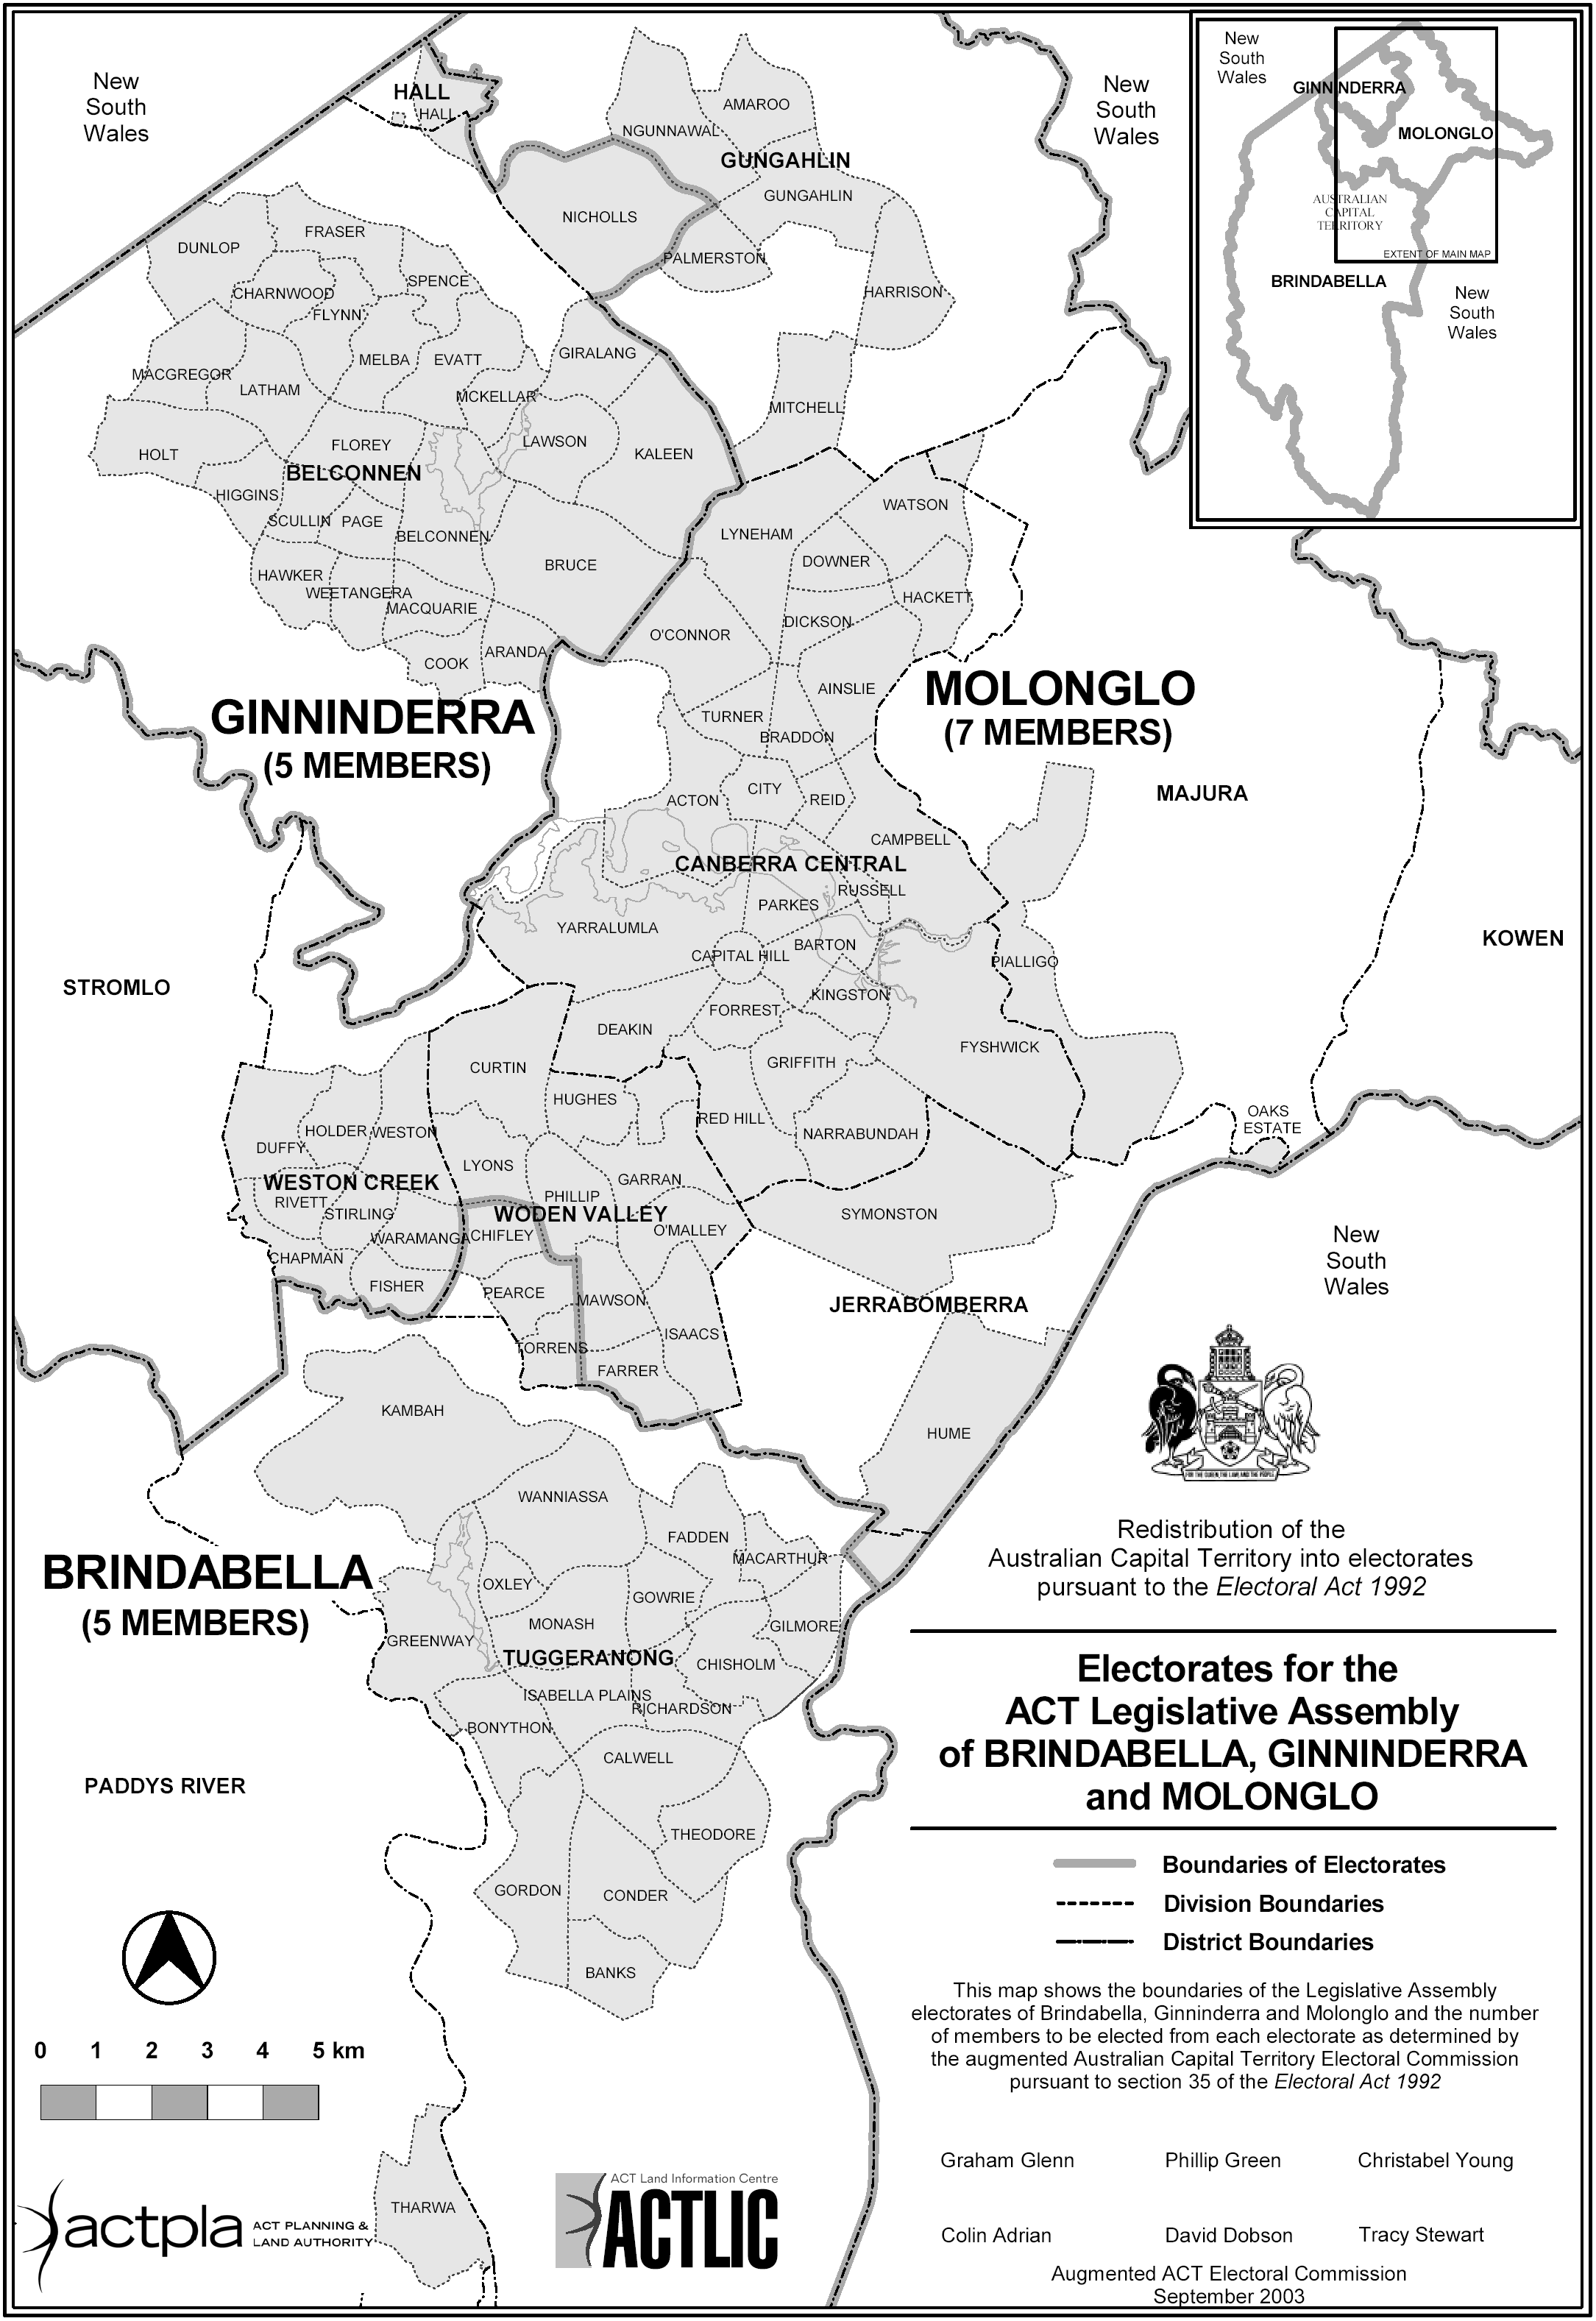 New
South
Wales
HALL
HALL
AMAROO
NGUNNAWAL
GUNGAHLIN
GUNGAHLIN
NICHOLLS
PALMERSTON
HARRISON
MITCHELL
New
South
Wales
New
South
Wales
GINNINDERRA
MOLONGLO
AUSTRALIAN
CAPITAL
TERRITORY
EXTENT OF MAIN MAP
BRINDABELLA
New
South
Wales
DUNLOP
FRASER
SPENCE
CHARNWOOD
FLYNN
MELBA
EVATT
GIRALANG
MACGREGOR
LATHAM
MCKELLAR
LAWSON
KALEEN
HOLT
FLOREY
BELCONNEN
HIGGINS
SCULLIN
PAGE
BELCONNEN
BRUCE
HAWKER
WEETANGERA
MACQUARIE
COOK
ARANDA
GINNINDERRA
(5 MEMBERS)
LYNEHAM
WATSON
DOWNER
HACKETT
DICKSON
O'CONNOR
AINSLIE
TURNER
BRADDON
MOLONGLO
(7 MEMBERS)
MAJURA
KOWEN
CITY
ACTON
REID
CAMPBELL
CANBERRA CENTRAL
RUSSELL
PARKES
YARRALUMLA
BARTON
CAPITAL HILL
PIALLIGO
KINGSTON
FORREST
DEAKIN
GRIFFITH
FYSHWICK
STROMLO
CURTIN
HUGHES
RED HILL
NARRABUNDAH
OAKS
ESTATE
HOLDER
WESTON
DUFFY
LYONS
GARRAN
WESTON CREEK
RIVETT
STIRLING
PHILLIP
WODEN VALLEY
O'MALLEY
SYMONSTON
WARAMANGA
CHIFLEY
CHAPMAN
FISHER
PEARCE
MAWSON
ISAACS
TORRENS
FARRER
JERRABOMBERRA
New
South
Wales
HUME
KAMBAH
WANNIASSA
FADDEN
MACARTHUR
OXLEY
GOWRIE
MONASH
GILMORE
GREENWAY
TUGGERANONG
CHISHOLM
ISABELLA PLAINS
RICHARDSON
BONYTHON
CALWELL
THEODORE
GORDON
CONDER
BANKS
BRINDABELLA
(5 MEMBERS)
PADDYS RIVER
THARWA
FOR THE QUEEN, THE LAW, AND THE PEOPLE
Redistribution of the
Australian Capital Territory into electorates
pursuant to the Electoral Act 1992
Electorates for the
ACT Legislative Assembly
of BRINDABELLA, GINNINDERRA
and MOLONGLO
Boundaries of Electorates
Division Boundaries
District Boundaries
This map shows the boundaries of the Legislative Assembly
electorates of Brindabella, Ginninderra and Molonglo and the number
of members to be elected from each electorate as determined by
the augmented Australian Capital Territory Electoral Commission
pursuant to section 35 of the Electoral Act 1992
Graham Glenn Phillip Green Christabel Young
Colin Adrian David Dobson Tracy Stewart
Augmented ACT Electoral Commission
September 2003
0 1 2 3 4 5 km
actpla
ACT PLANNING &
LAND AUTHORITY
ACT Land Information Centre
ACTLIC